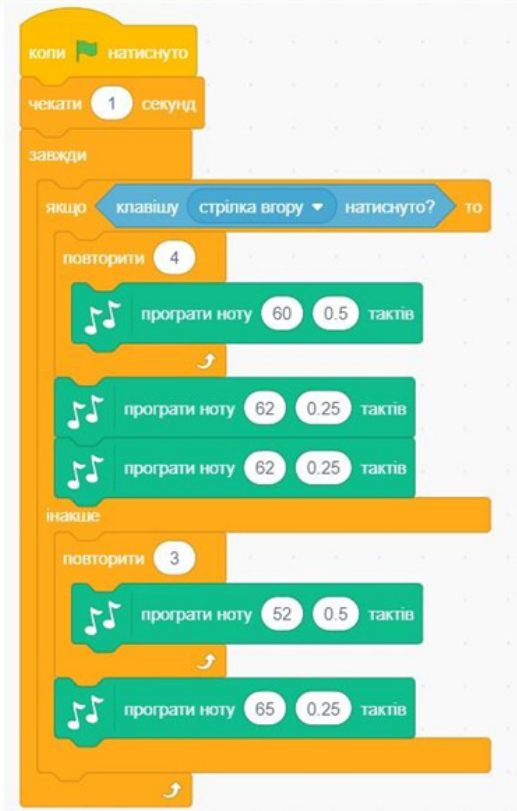 коли натиснуто
чекати 1 секунд
завжди
якщо клавішу стрілка вгору натиснуто? то
повторити 4
програти ноту 60 0.5 тактів
програти ноту 62 0.25 тактів
програти ноту 62 0.25 тактів
інакше
повторити 3
програти ноту 52 0.5 тактів
програти ноту 65 0.25 тактів